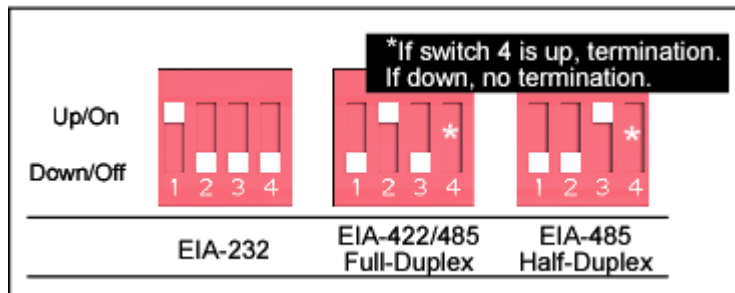 *If switch 4 is up, termination.
If down, no termination.
Up/On
Down/Off
1 2 3 4
1 2 3 4
1 2 3 4
*
*
EIA-232
EIA-422/485
Full-Duplex
EIA-485
Half-Duplex